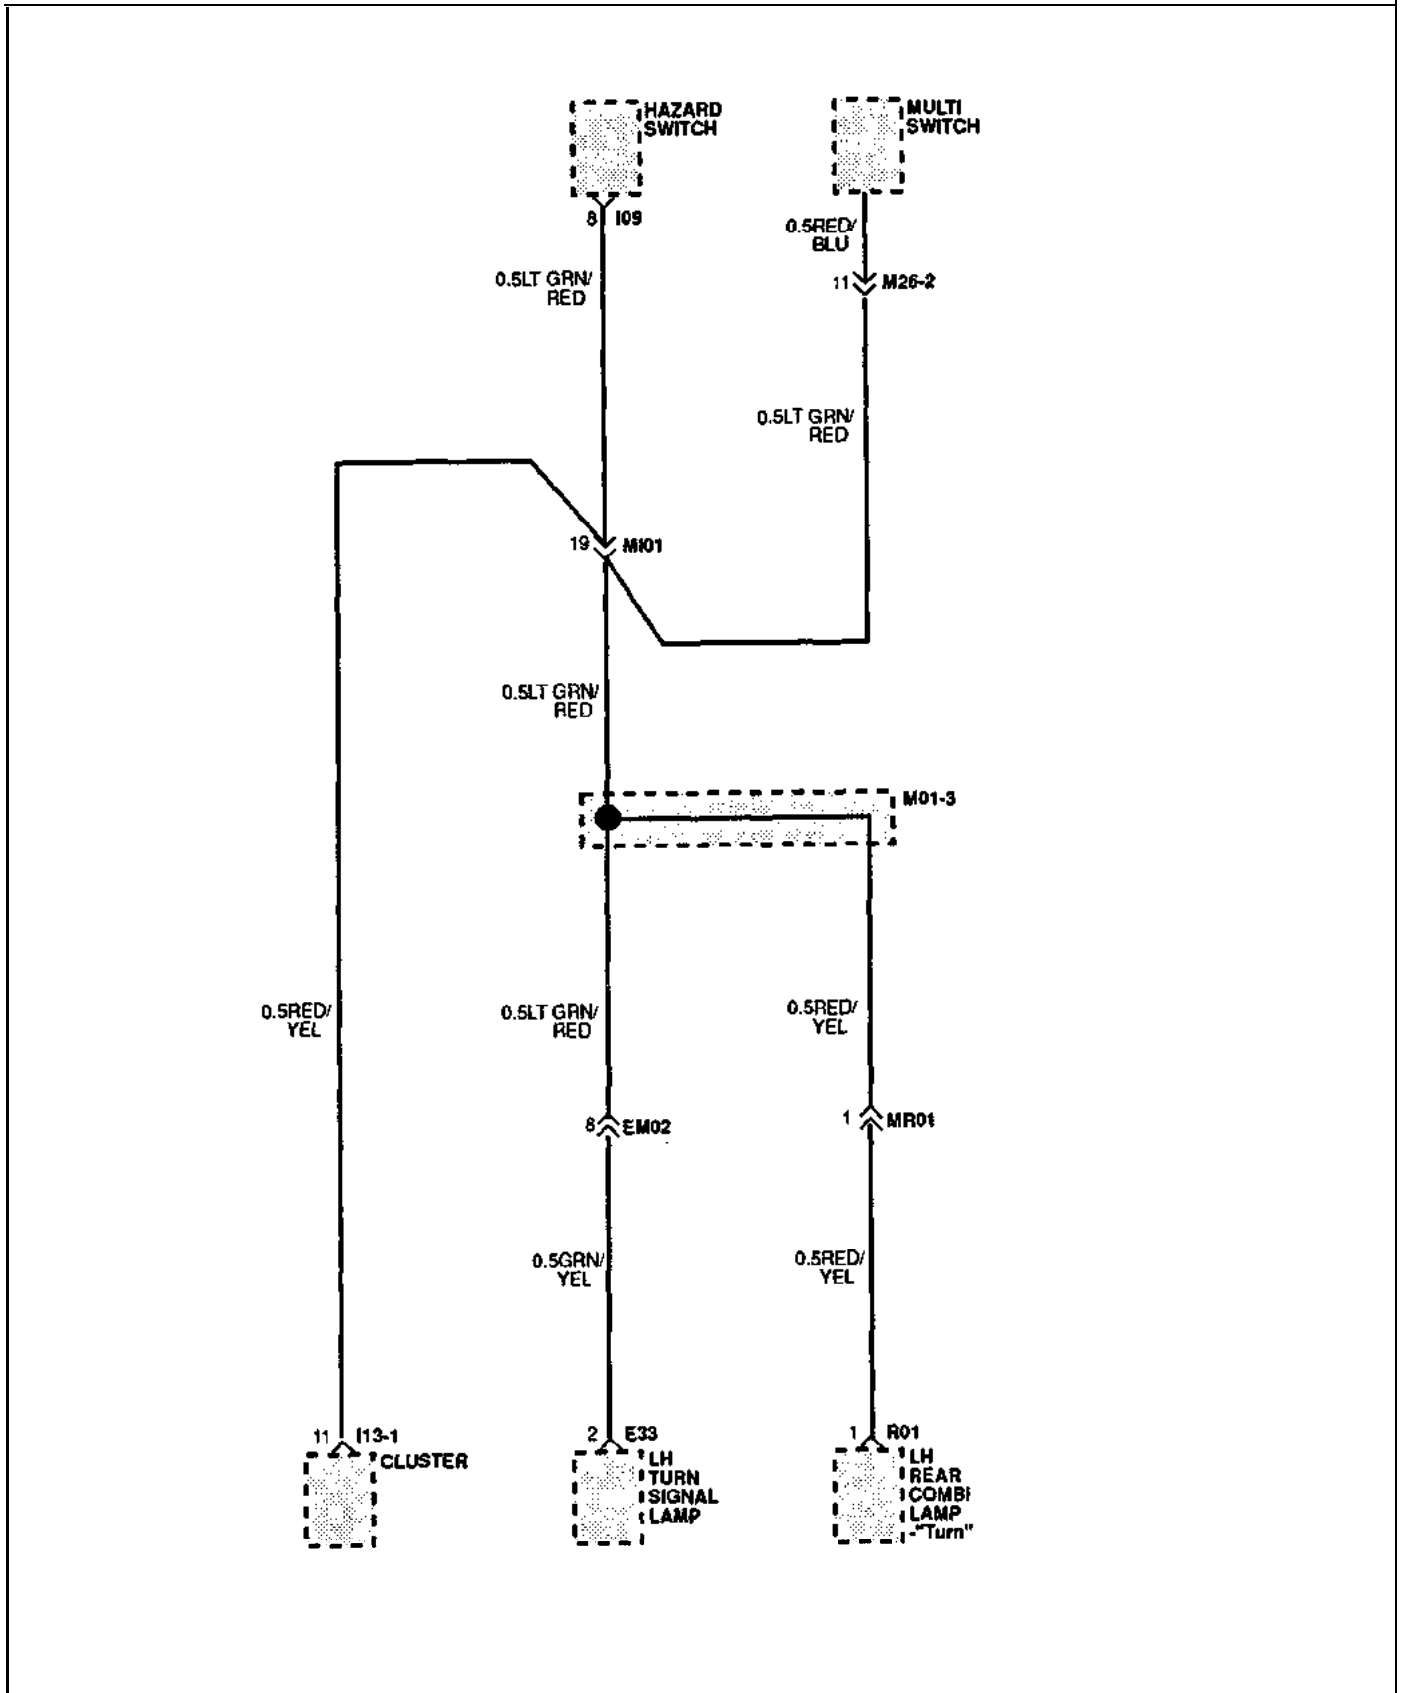 HAZARD
SWITCH
MULTI
SWITCH
8 I09
0.5RED/
BLU
0.5LT GRN/
RED
11 M26-2
0.5LT GRN/
RED
19 MI01
0.5LT GRN/
RED
M01-3
0.5RED/
YEL
0.5LT GRN/
RED
0.5RED/
YEL
8 EM02
1 MR01
0.5GRN/
YEL
0.5RED/
YEL
11 I13-1
CLUSTER
2 E33
LH
TURN
SIGNAL
LAMP
1 R01
LH
REAR
COMBI
LAMP
-"Turn"